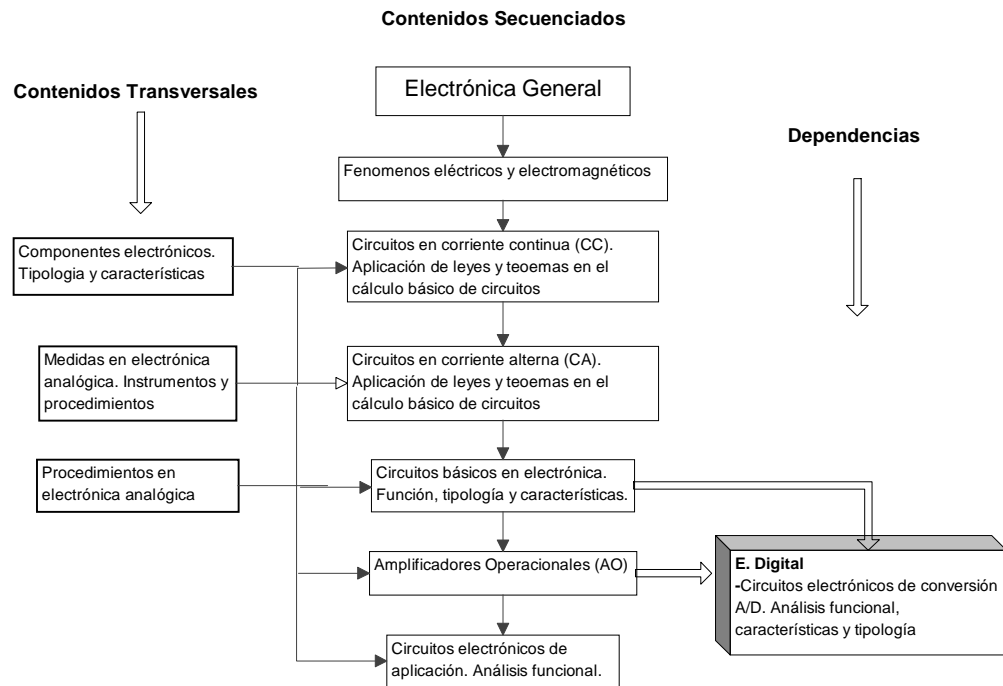 Contenidos Secuenciados
Contenidos Transversales
Electrónica General
Dependencias
Fenomenos eléctricos y electromagnéticos
Componentes electrónicos.
Tipologia y características
Circuitos en corriente continua (CC).
Aplicación de leyes y teoemas en el
cálculo básico de circuitos
Medidas en electrónica
analógica. Instrumentos y
procedimientos
Circuitos en corriente alterna (CA).
Aplicación de leyes y teoemas en el
cálculo básico de circuitos
Procedimientos en
electrónica analógica
Circuitos básicos en electrónica.
Función, tipología y características.
Amplificadores Operacionales (AO)
E. Digital
-Circuitos electrónicos de conversión
A/D. Análisis funcional,
características y tipología
Circuitos electrónicos de
aplicación. Análisis funcional.